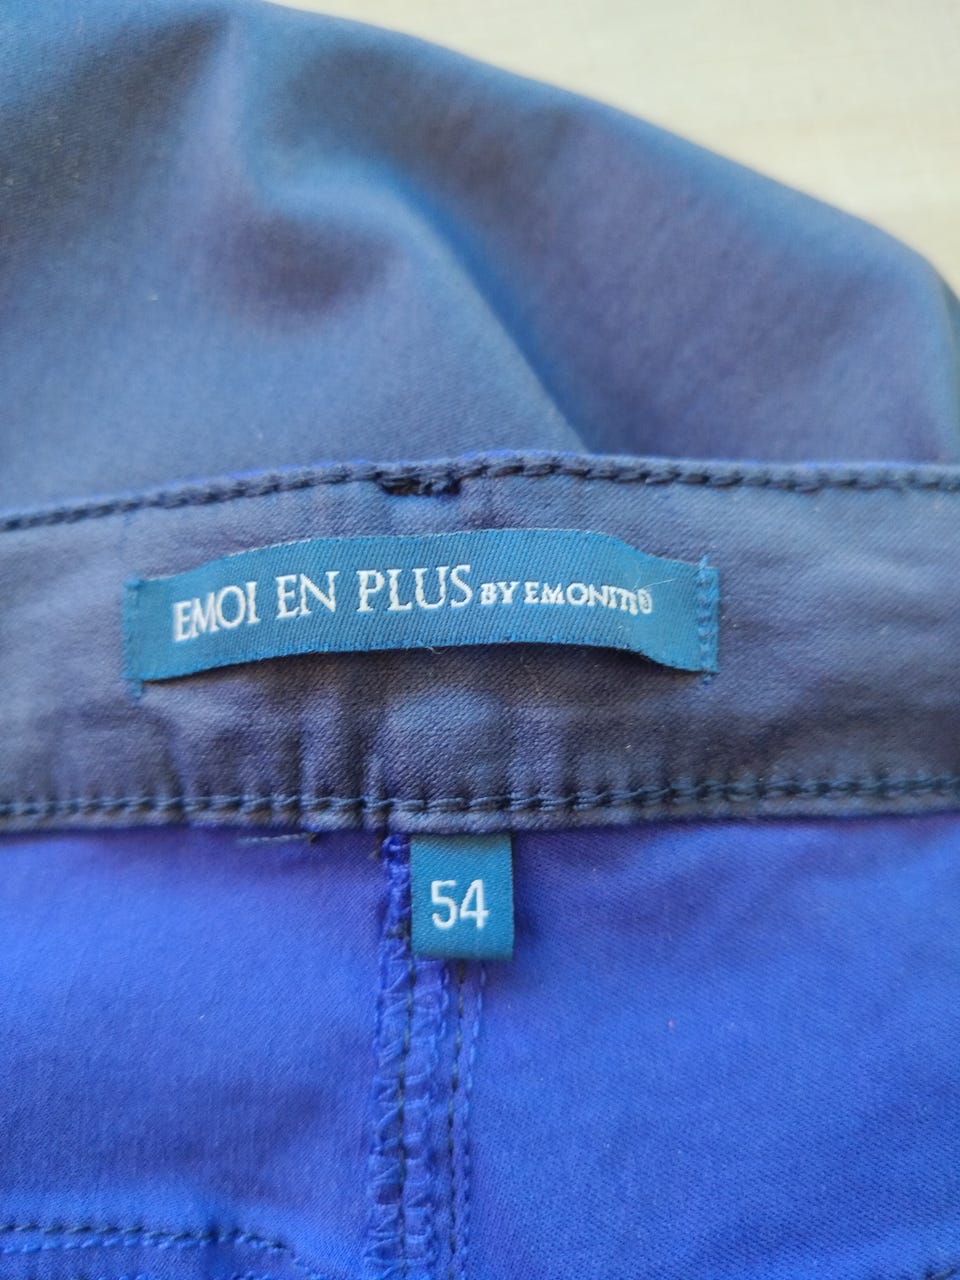 EMOI EN PLUS BY EMONITE®
54